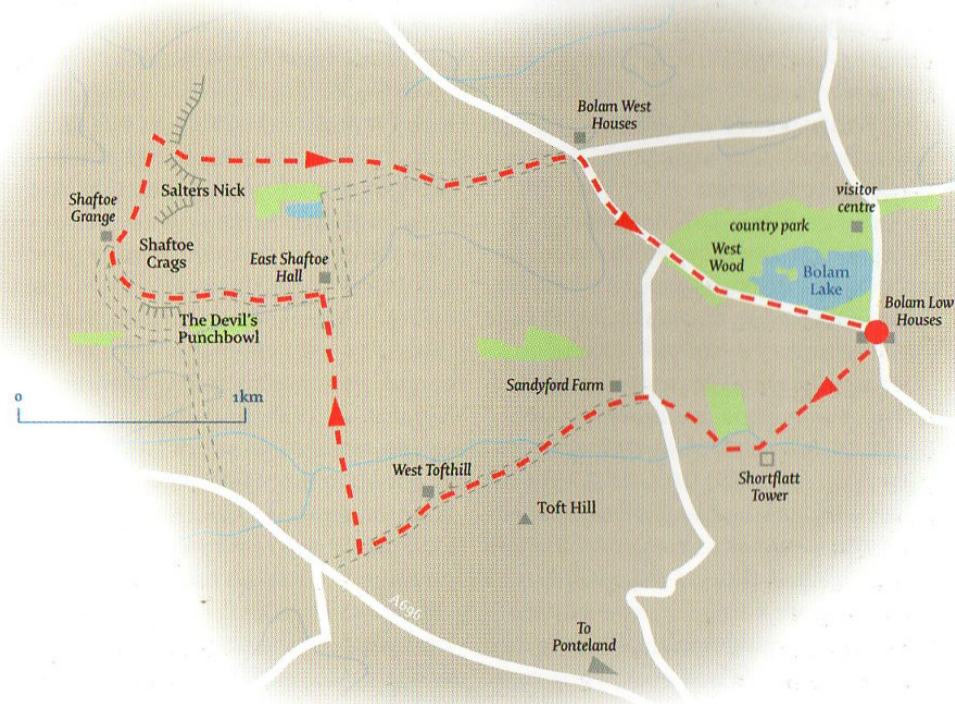 Bolam West
Houses
visitor
centre
Salters Nick
Shaftoe
Grange
country park
Shaftoe
Crags
West
Wood
East Shaftoe
Hall
Bolam
Lake
Bolam Low
Houses
The Devil's
Punchbowl
0
1km
Sandyford Farm
West Tofthill
Shortflatt
Tower
Toft Hill
A696
To
Ponteland